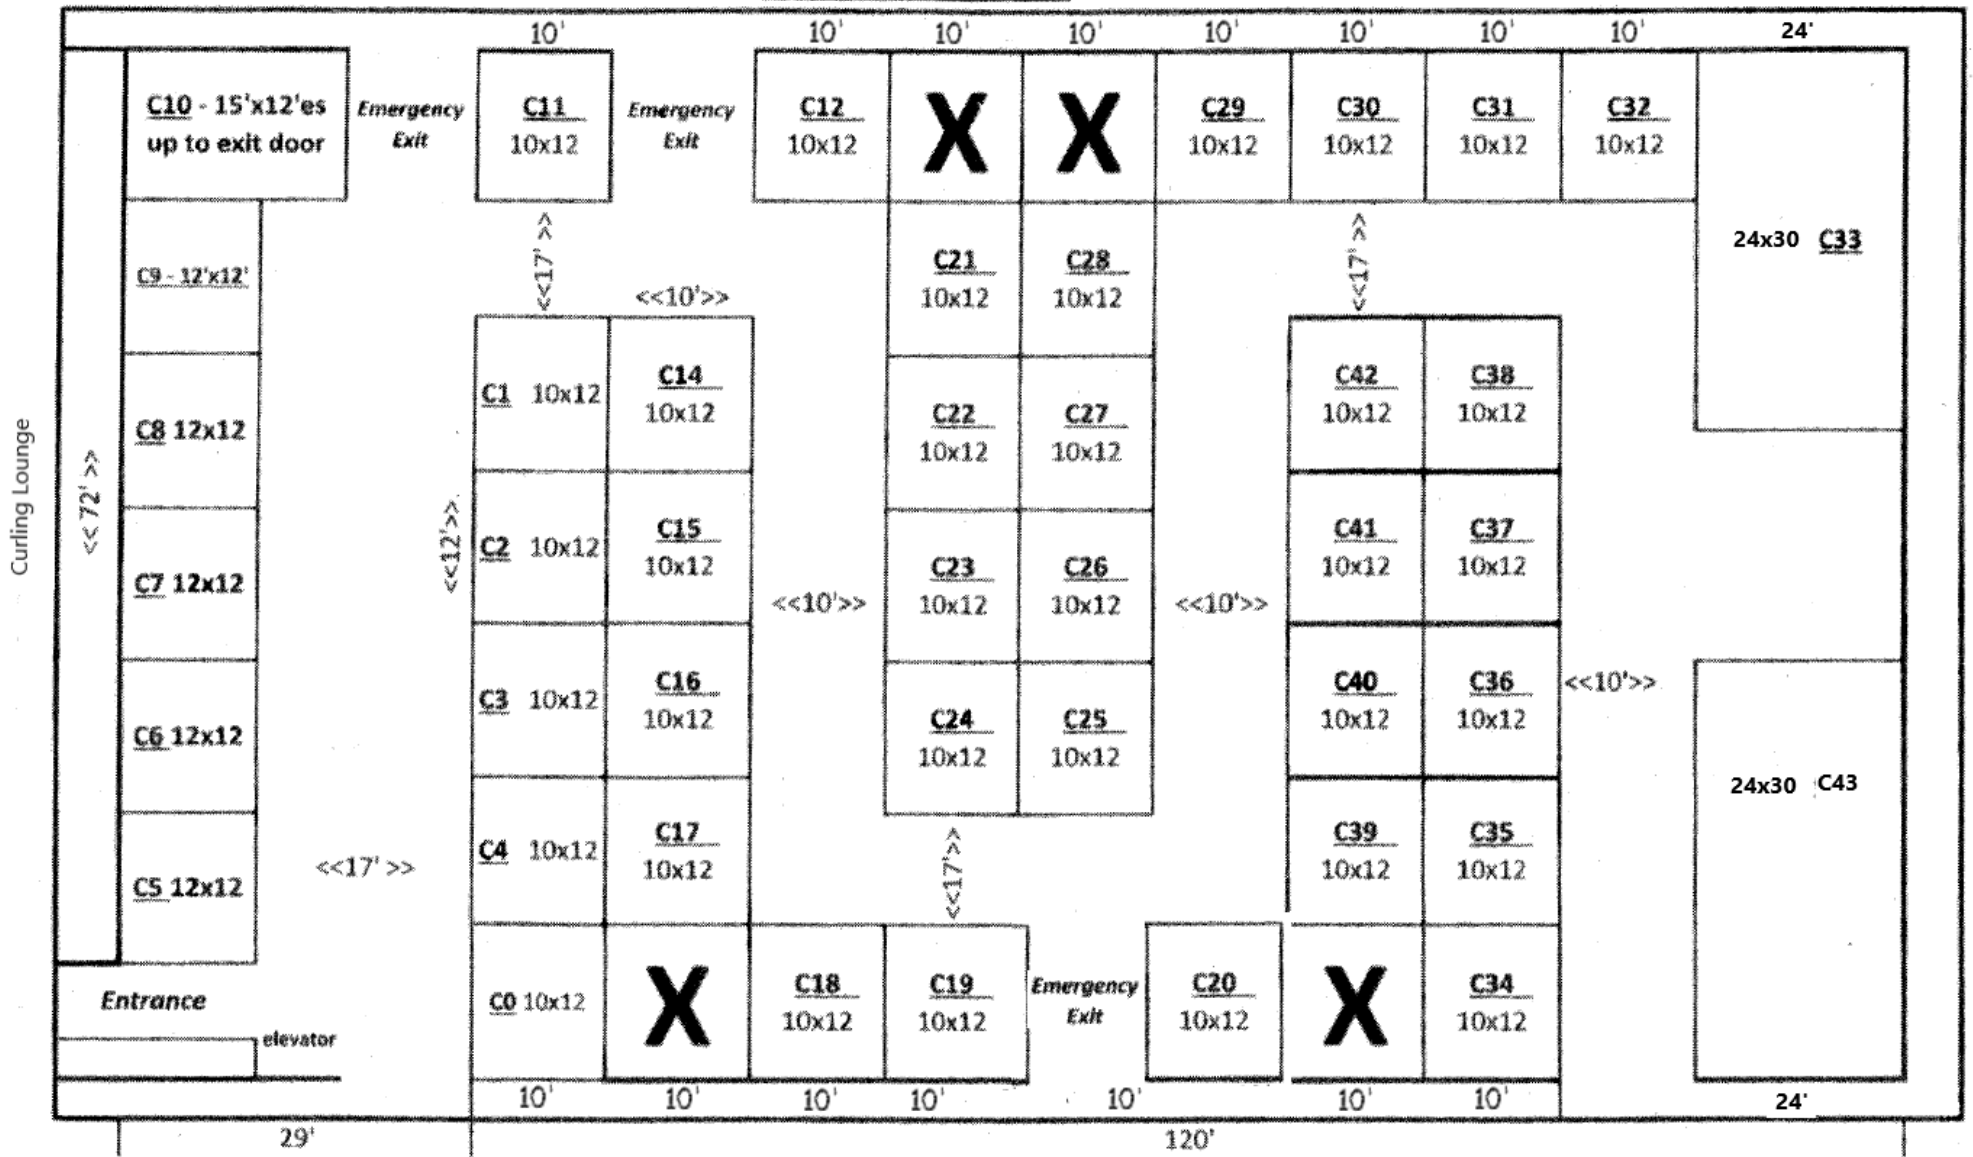 10' 10' 10' 10' 10' 10' 10' 10' 24'
C10 - 15'x12'es
up to exit door
Emergency
Exit
C11
10x12
Emergency
Exit
C12
10x12
X
X
C29
10x12
C30
10x12
C31
10x12
C32
10x12
24x30 C33
C9 - 12'x12'
<<17' >>
<<10'>>
C21
10x12
C28
10x12
<<17' >>
C8 12x12
C1 10x12
C14
10x12
C22
10x12
C27
10x12
C42
10x12
C38
10x12
Curling Lounge
<< 72' >>
C7 12x12
<<12'>>
C2 10x12
C15
10x12
<<10'>>
C23
10x12
C26
10x12
<<10'>>
C41
10x12
C37
10x12
C6 12x12
C3 10x12
C16
10x12
C24
10x12
C25
10x12
C40
10x12
C36
10x12
<<10'>>
24x30 C43
C5 12x12
<<17' >>
C4 10x12
C17
10x12
<<17'>>
C39
10x12
C35
10x12
Entrance
elevator
C0 10x12
X
C18
10x12
C19
10x12
Emergency
Exit
C20
10x12
X
C34
10x12
10' 10' 10' 10' 10' 10' 10' 24'
29' 120'